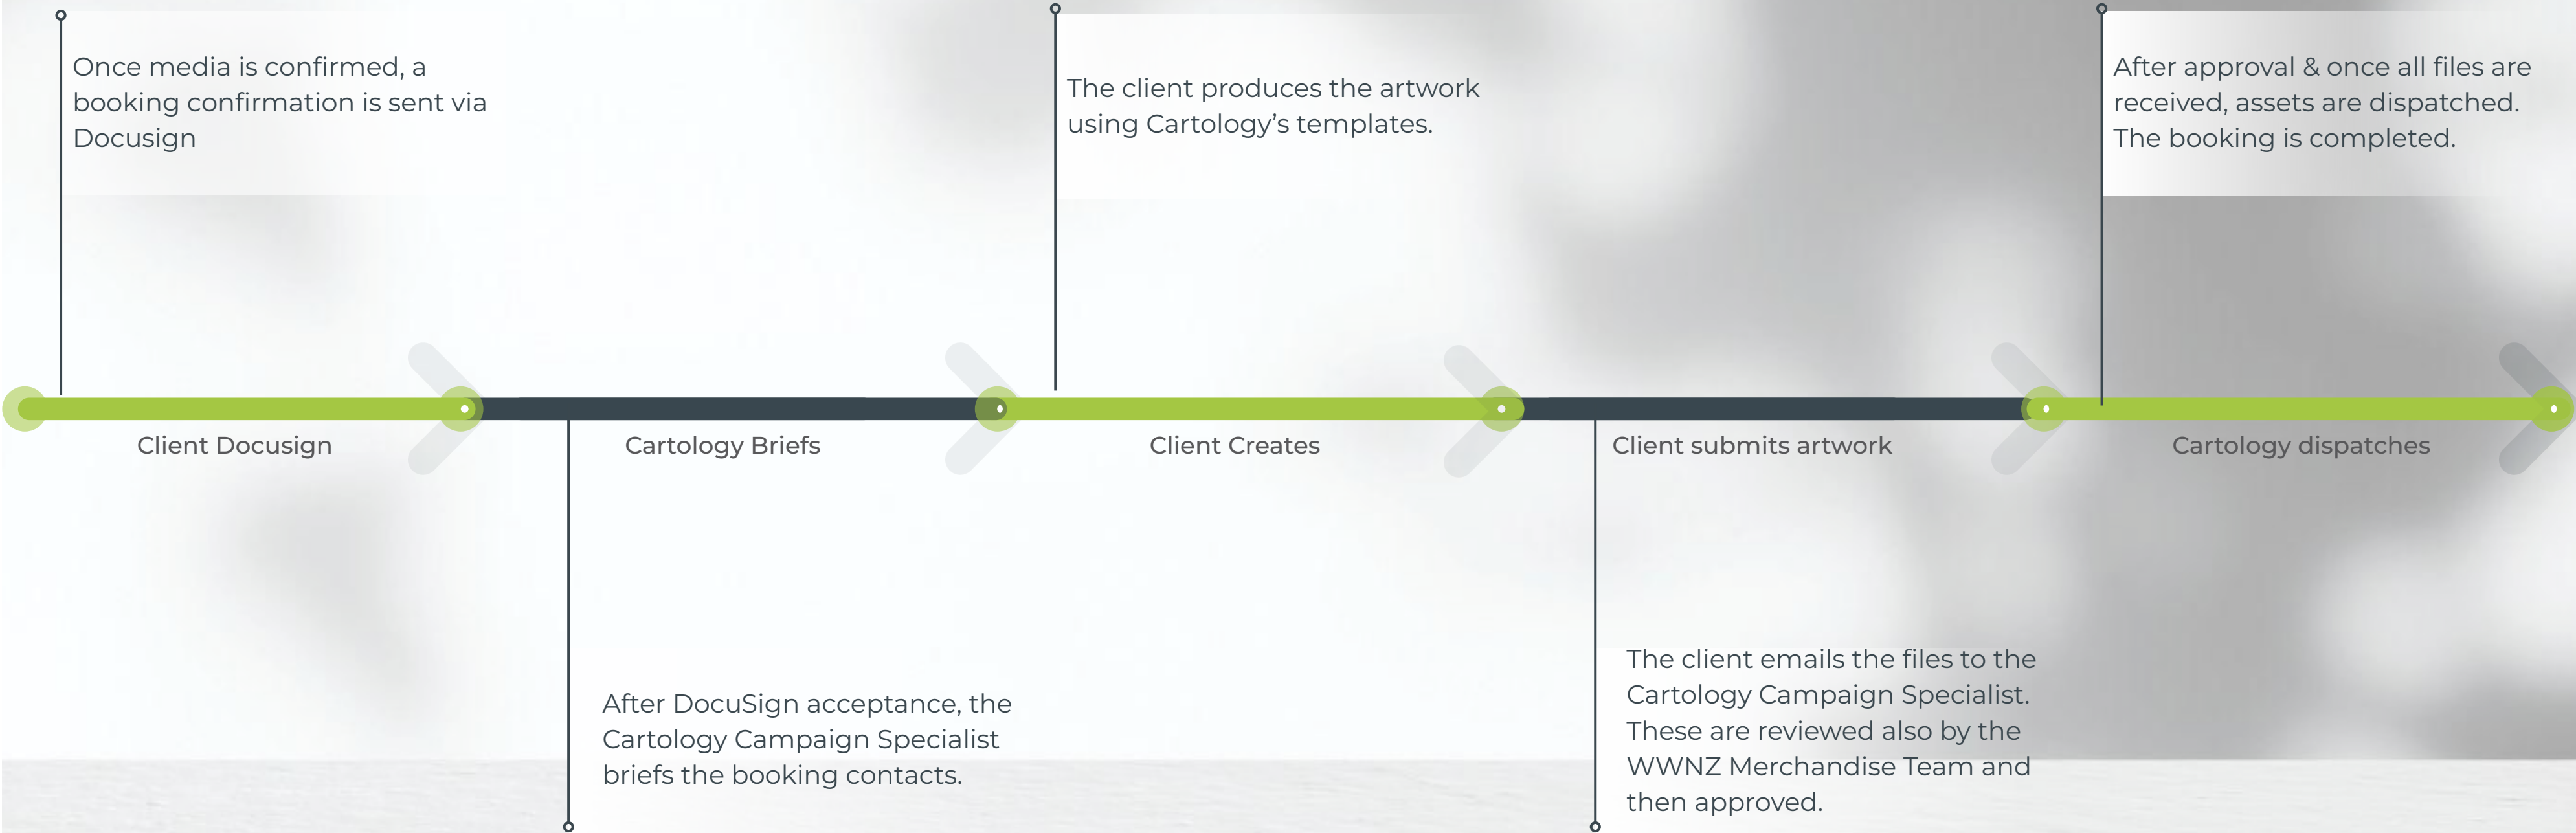 Once media is confirmed, a
booking confirmation is sent via
Docusign
The client produces the artwork
using Cartology’s templates.
After approval & once all files are
received, assets are dispatched.
The booking is completed.
Client Docusign
Cartology Briefs
Client Creates
Client submits artwork
Cartology dispatches
After DocuSign acceptance, the
Cartology Campaign Specialist
briefs the booking contacts.
The client emails the files to the
Cartology Campaign Specialist.
These are reviewed also by the
WWNZ Merchandise Team and
then approved.